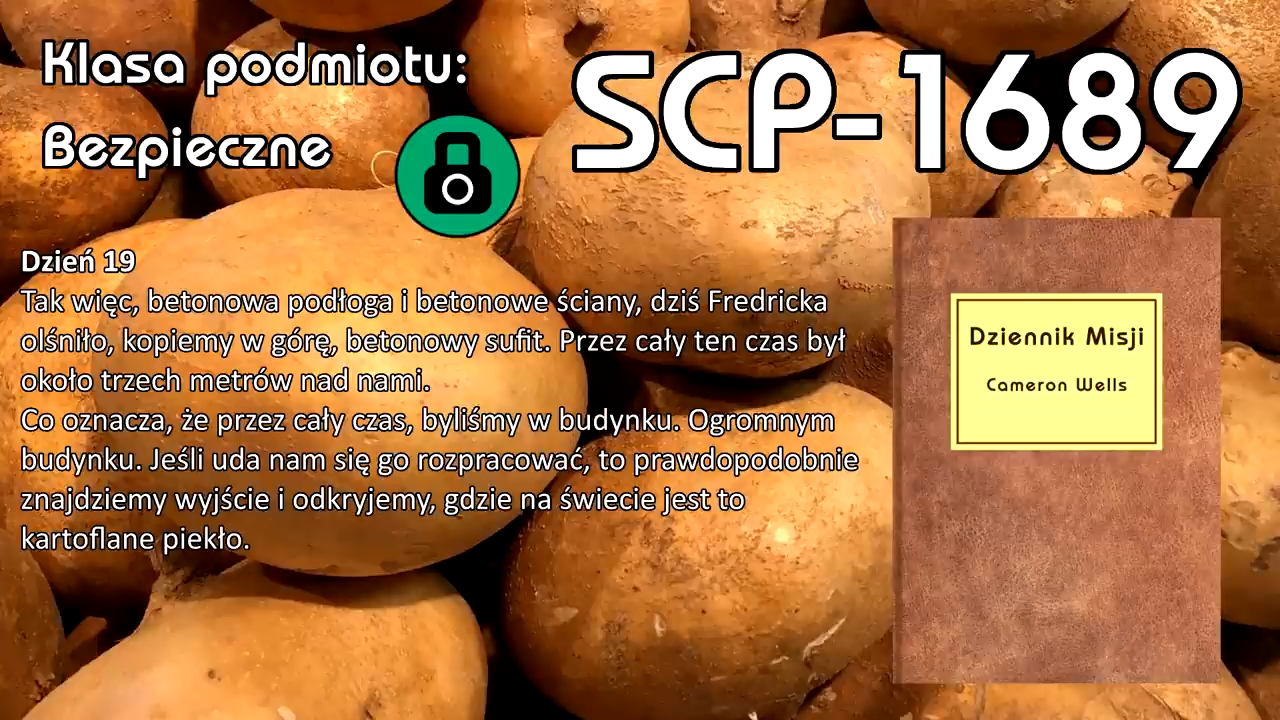 Klasa podmiotu:
Bezpieczne
SCP-1689
Dzień 19
Tak więc, betonowa podłoga i betonowe ściany, dziś Fredricka
olśniło, kopiemy w górę, betonowy sufit. Przez cały ten czas był
około trzech metrów nad nami.
Co oznacza, że przez cały czas, byliśmy w budynku. Ogromnym
budynku. Jeśli uda nam się go rozpracować, to prawdopodobnie
znajdziemy wyjście i odkryjemy, gdzie na świecie jest to
kartoflane piekło.
Dziennik Misji
Cameron Wells